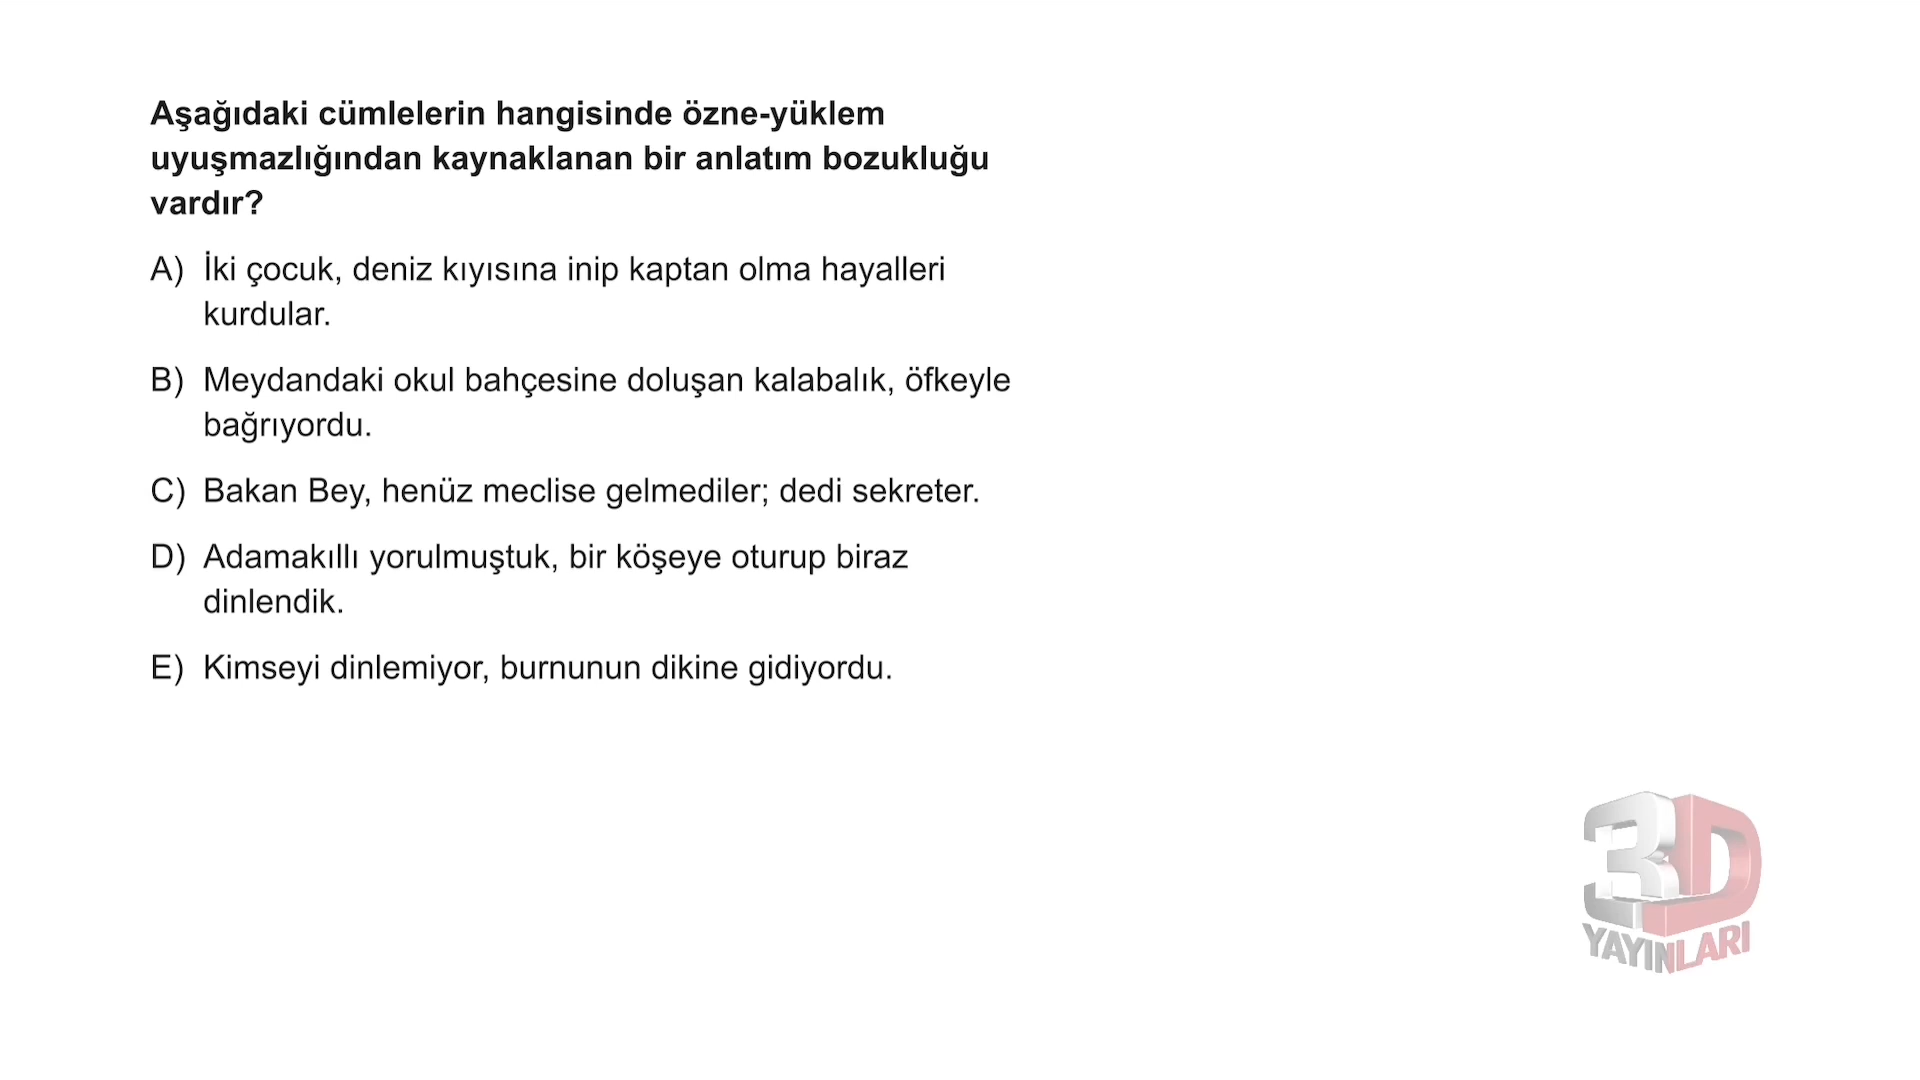 Aşağıdaki cümlelerin hangisinde özne-yüklem
uyuşmazlığından kaynaklanan bir anlatım bozukluğu
vardır?
A) İki çocuk, deniz kıyısına inip kaptan olma hayalleri
kurdular.
B) Meydandaki okul bahçesine doluşan kalabalık, öfkeyle
bağrıyordu.
C) Bakan Bey, henüz meclise gelmediler; dedi sekreter.
D) Adamakıllı yorulmuştuk, bir köşeye oturup biraz
dinlendik.
E) Kimseyi dinlemiyor, burnunun dikine gidiyordu.
3D
YAYINLARI